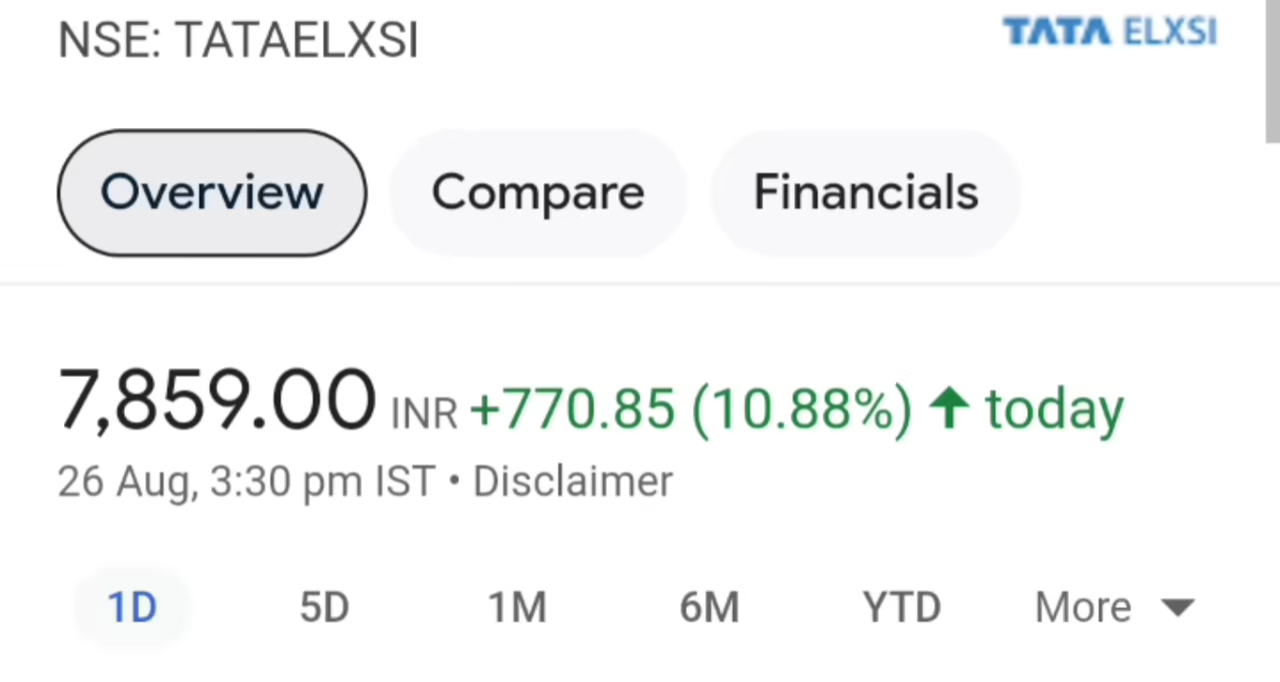 NSE: TATAELXSI
TATA ELXSI
Overview Compare Financials
7,859.00 INR +770.85 (10.88%) ↑ today
26 Aug, 3:30 pm IST • Disclaimer
1D 5D 1M 6M YTD More